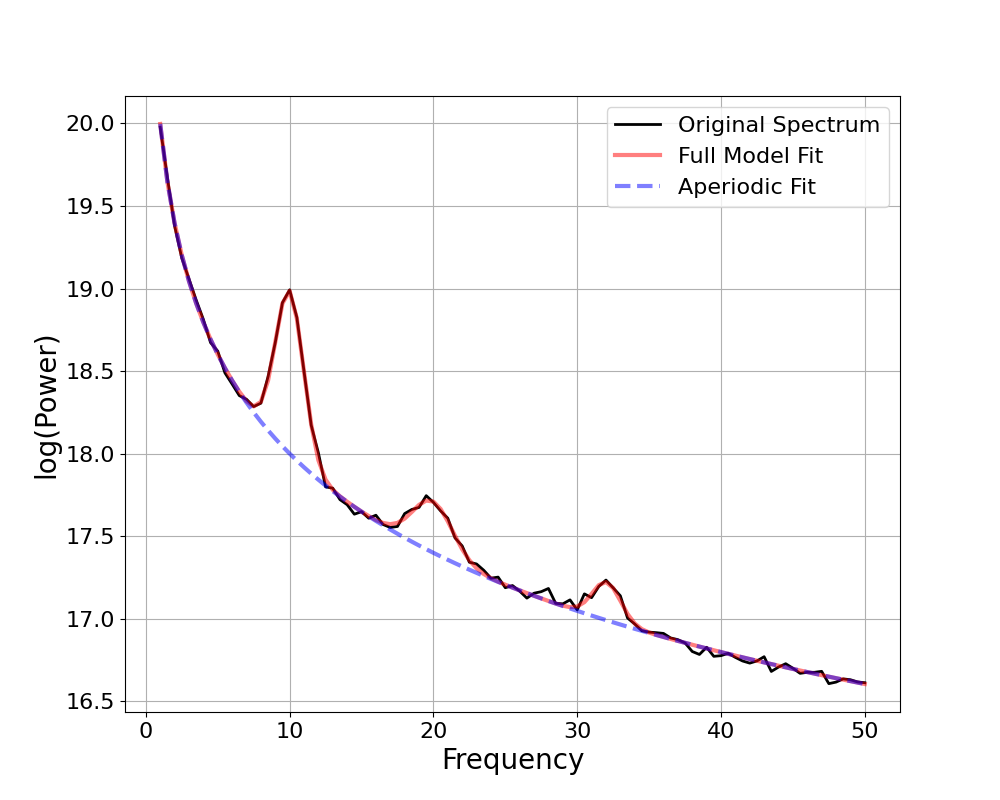 Original Spectrum
Full Model Fit
Aperiodic Fit
log(Power)
20.0
19.5
19.0
18.5
18.0
17.5
17.0
16.5
0 10 20 30 40 50
Frequency